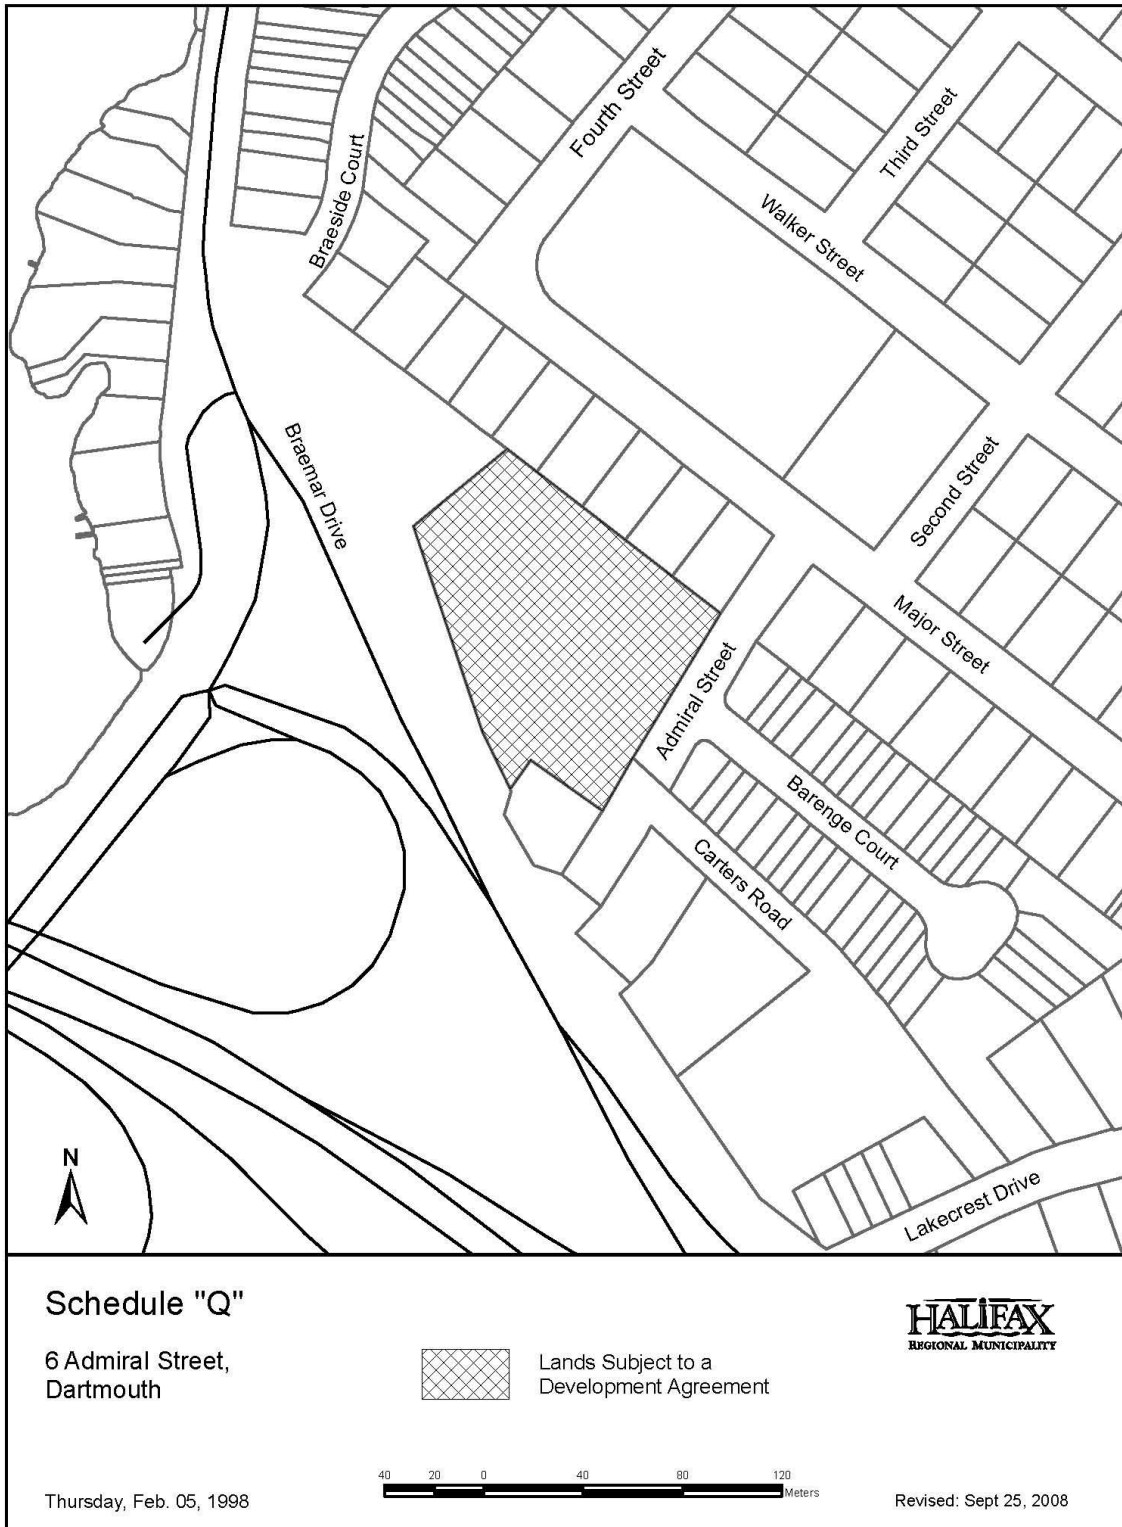 Fourth Street
Third Street
Braeside Court
Walker Street
Braemar Drive
Second Street
Major Street
Admiral Street
Barenge Court
Carters Road
N
Lakecrest Drive
Schedule "Q"
HALIFAX
REGIONAL MUNICIPALITY
6 Admiral Street,
Dartmouth
Lands Subject to a
Development Agreement
40 20 0 40 80 120
Meters
Thursday, Feb. 05, 1998
Revised: Sept 25, 2008